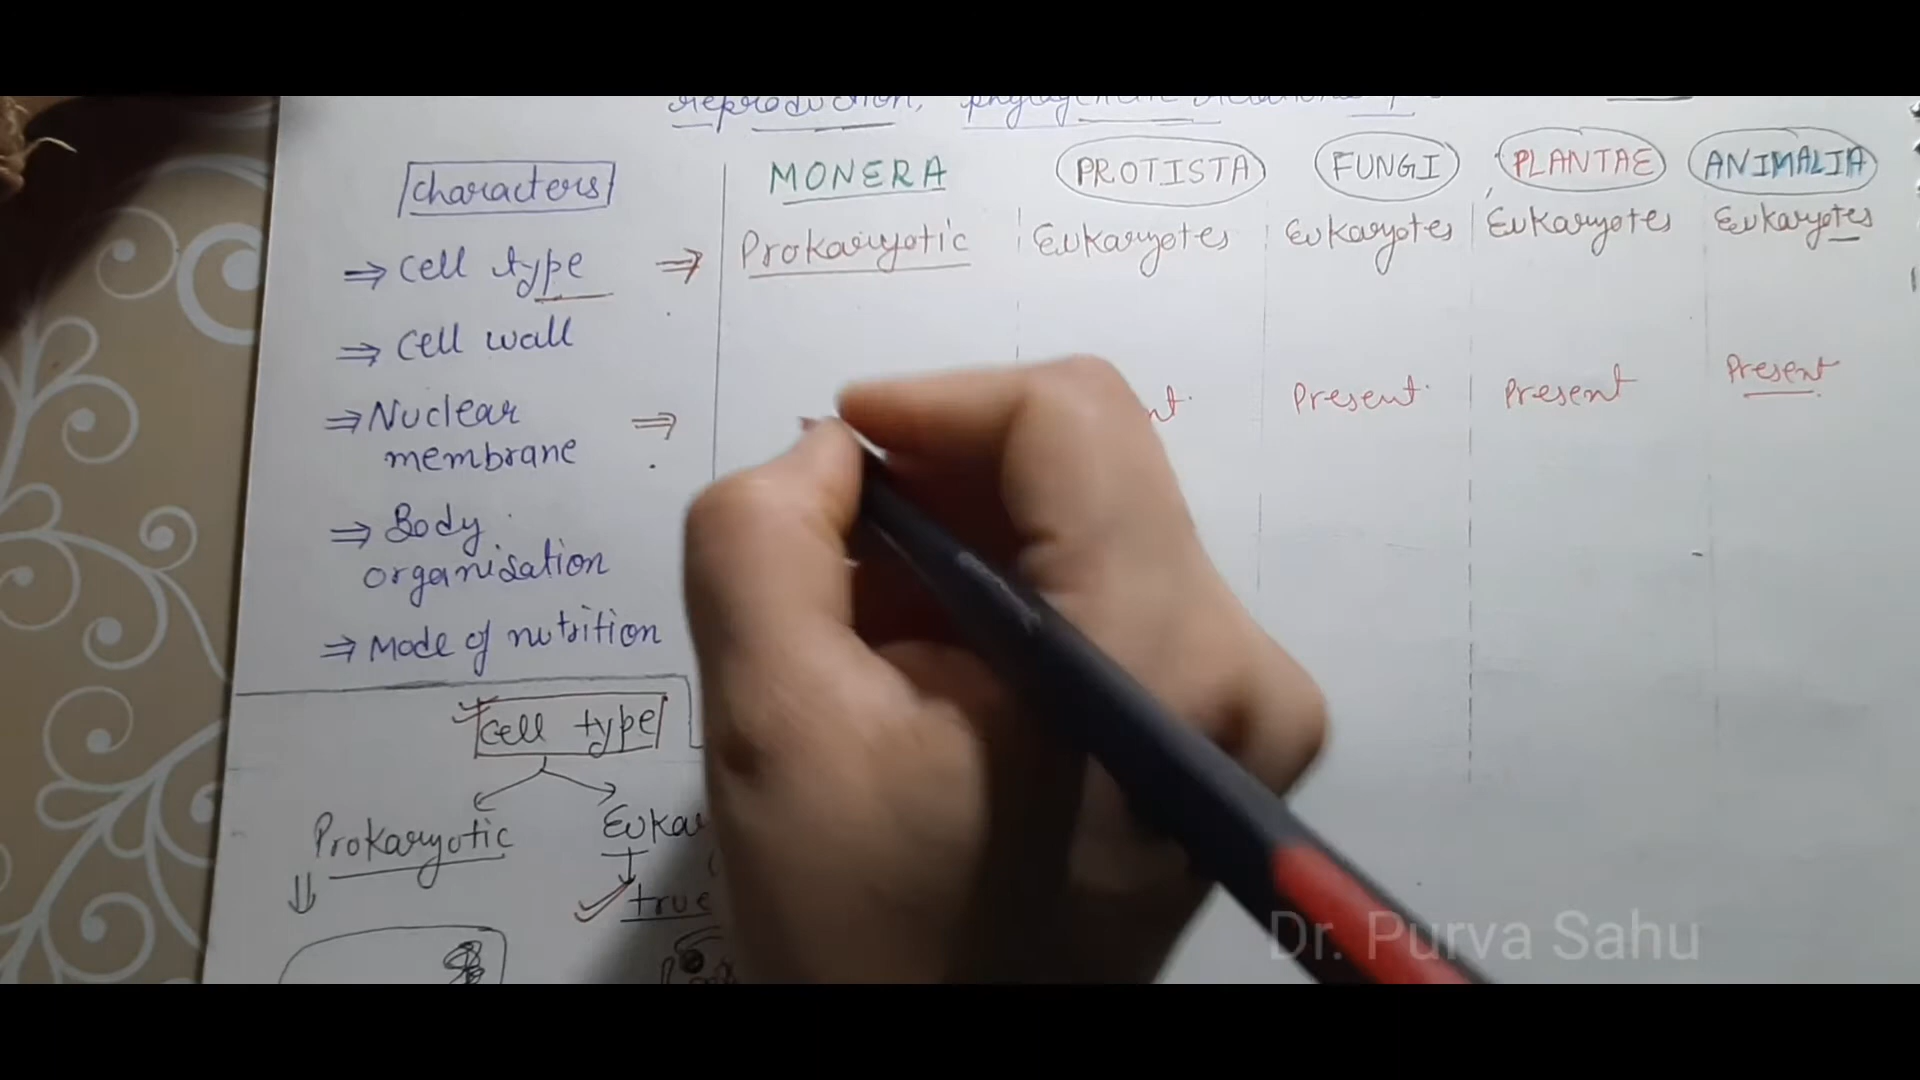 reproduction,
characters MONERA PROTISTA FUNGI PLANTAE ANIMALIA
⇒ cell type ⇒ Prokaryotic Eukaryotes Eukaryotes Eukaryotes Eukaryotes
⇒ cell wall
⇒ Nuclear ⇒ Present Present Present
membrane
⇒ Body
organisation
⇒ Mode of nutrition
cell type
Prokaryotic
true
Dr. Purva Sahu